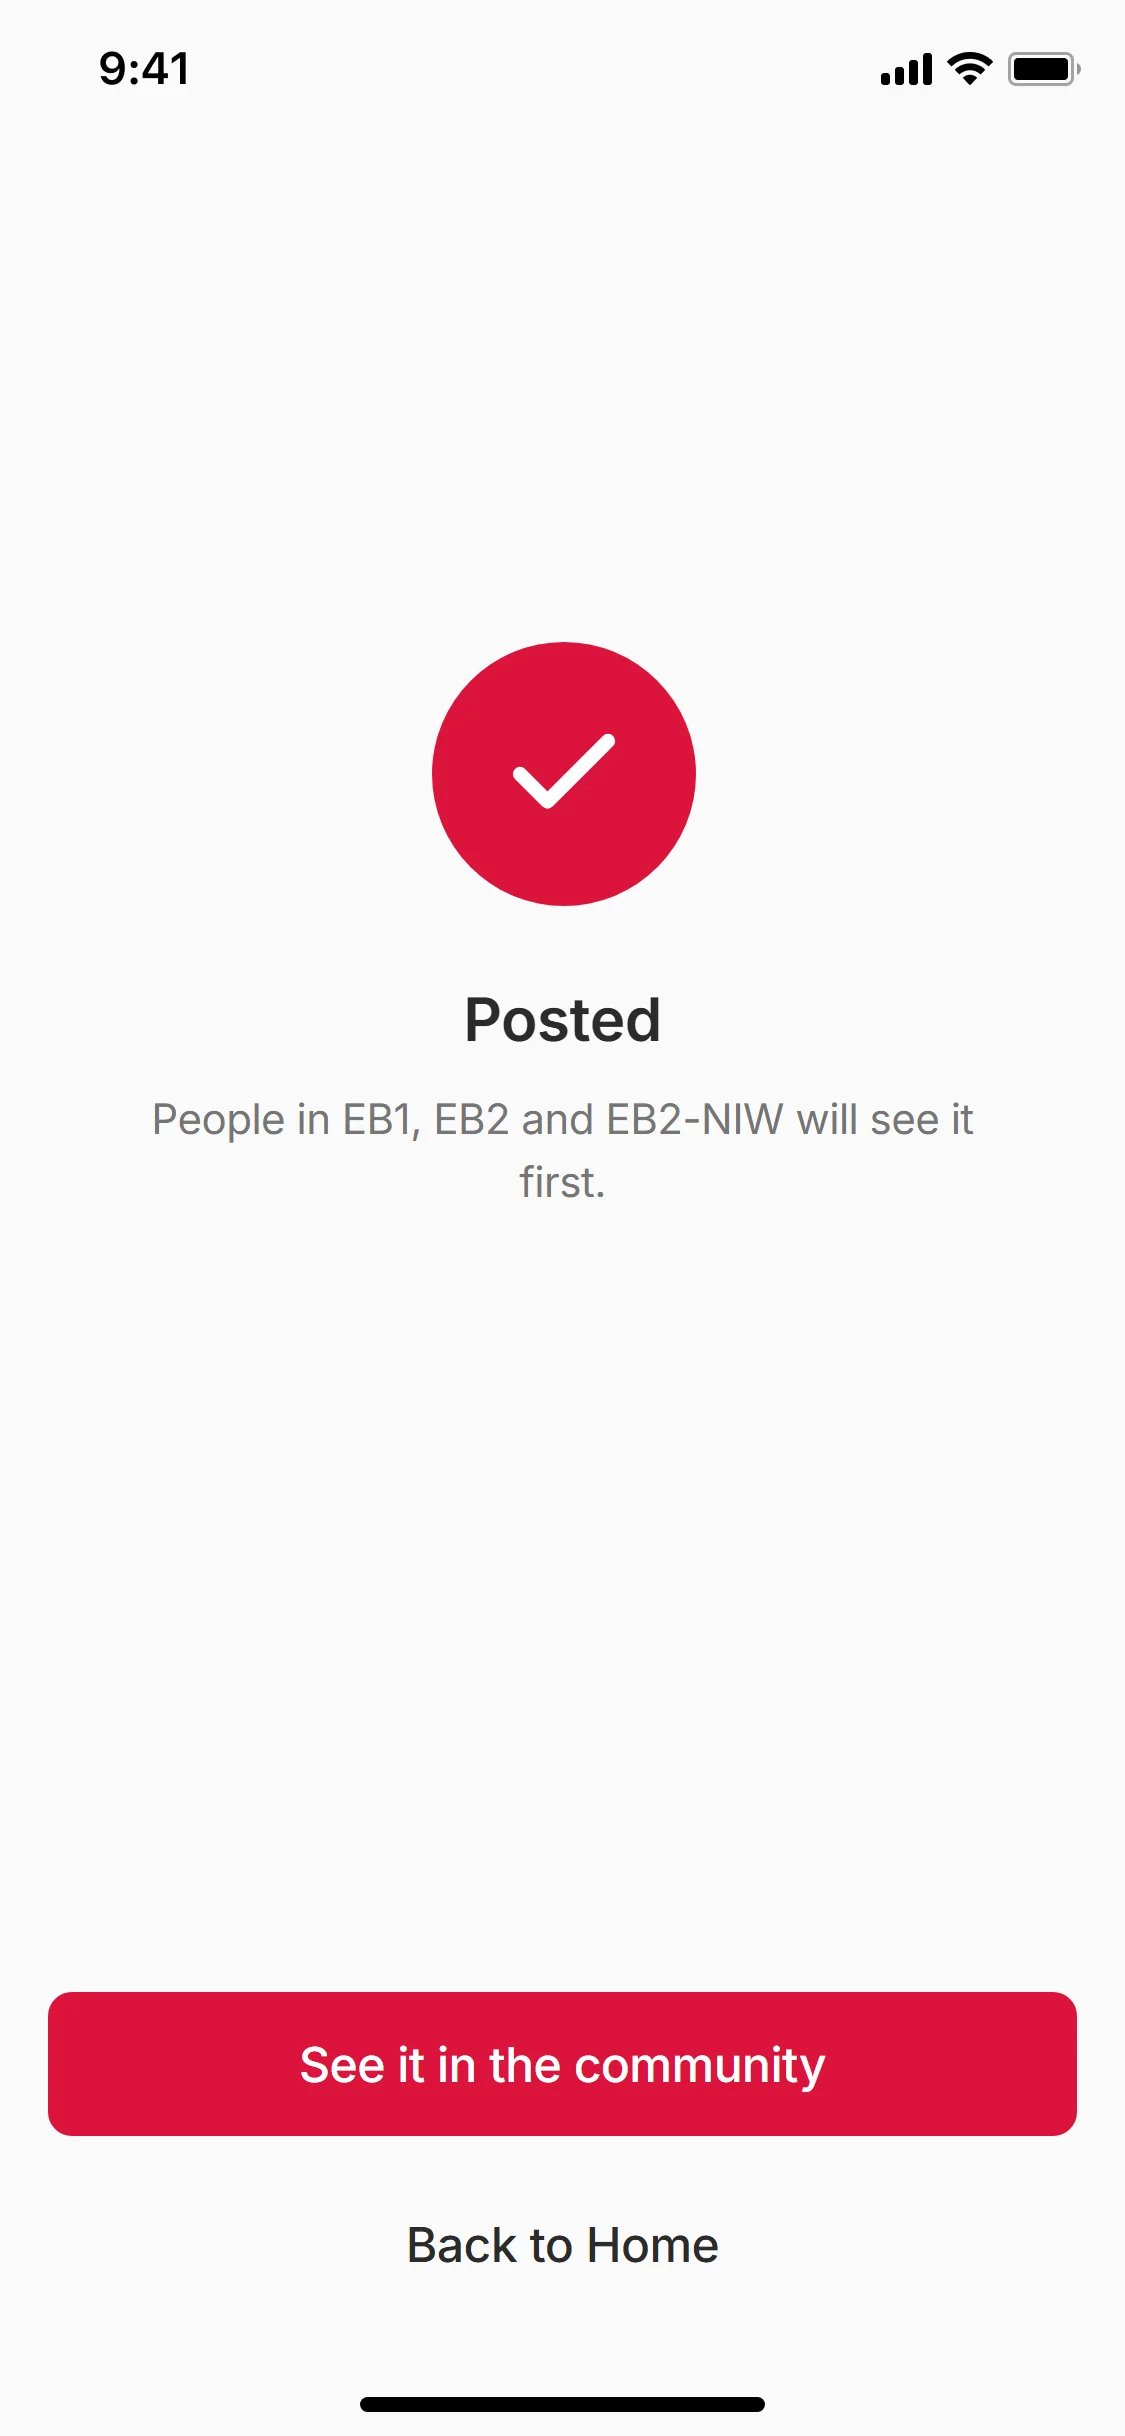 9:41
Posted
People in EB1, EB2 and EB2-NIW will see it
first.
See it in the community
Back to Home